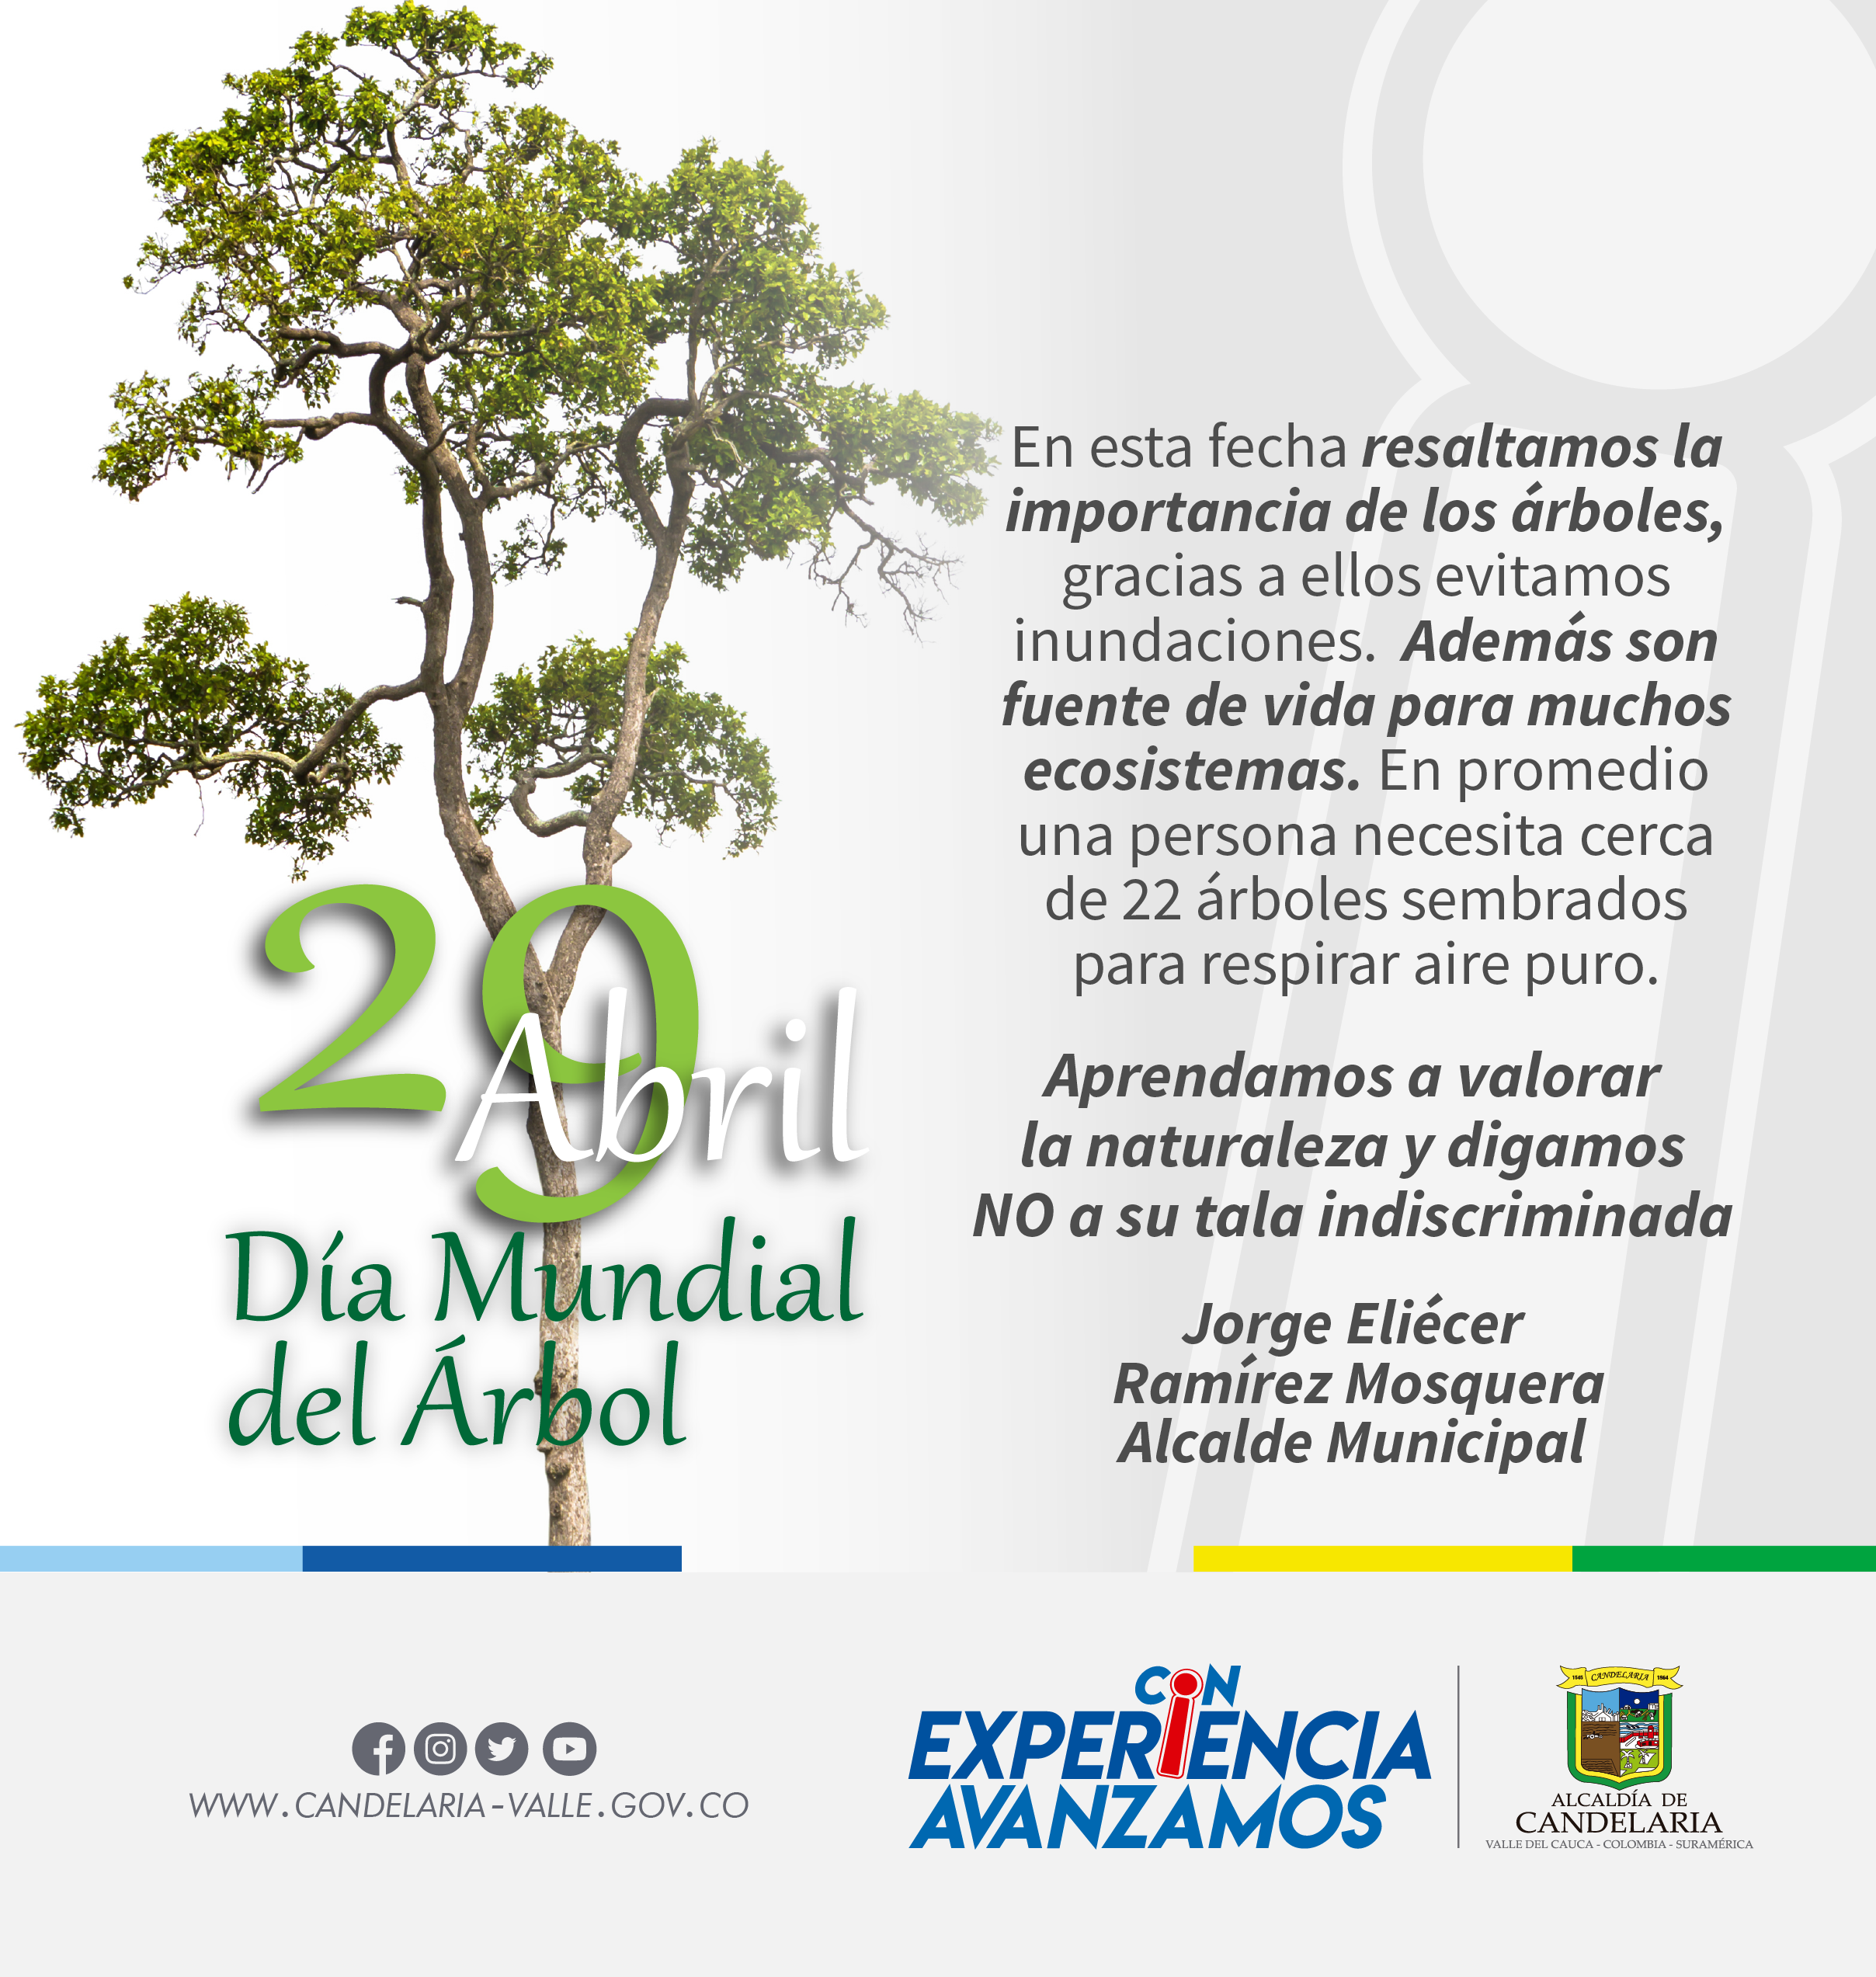 29
Abril
Día Mundial
del Árbol
En esta fecha resaltamos la
importancia de los árboles,
gracias a ellos evitamos
inundaciones. Además son
fuente de vida para muchos
ecosistemas. En promedio
una persona necesita cerca
de 22 árboles sembrados
para respirar aire puro.
Aprendamos a valorar
la naturaleza y digamos
NO a su tala indiscriminada
Jorge Eliécer
Ramírez Mosquera
Alcalde Municipal
WWW.CANDELARIA-VALLE.GOV.CO
CON
EXPERIENCIA
AVANZAMOS
1545 CANDELARIA 1864
ALCALDÍA DE
CANDELARIA
VALLE DEL CAUCA - COLOMBIA - SURAMÉRICA